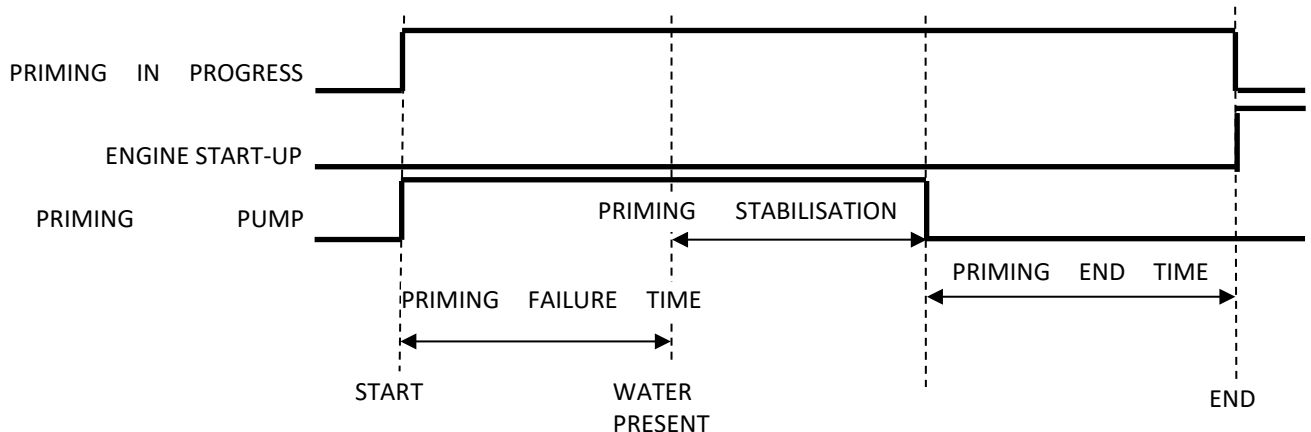 PRIMING IN PROGRESS
ENGINE START-UP
PRIMING PUMP
PRIMING STABILISATION
PRIMING END TIME
PRIMING FAILURE TIME
START
WATER
PRESENT
END